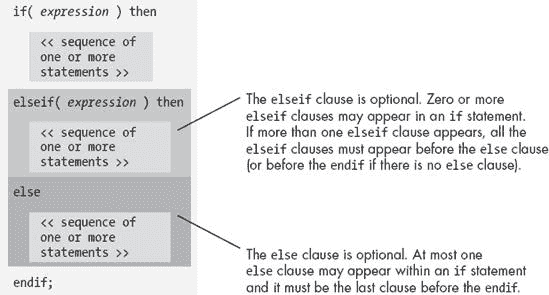 if( expression ) then
<< sequence of
one or more
statements >>
elseif( expression ) then
<< sequence of
one or more
statements >>
else
<< sequence of
one or more
statements >>
endif;
The elseif clause is optional. Zero or more
elseif clauses may appear in an if statement.
If more than one elseif clause appears, all the
elseif clauses must appear before the else clause
(or before the endif if there is no else clause).
The else clause is optional. At most one
else clause may appear within an if statement
and it must be the last clause before the endif.